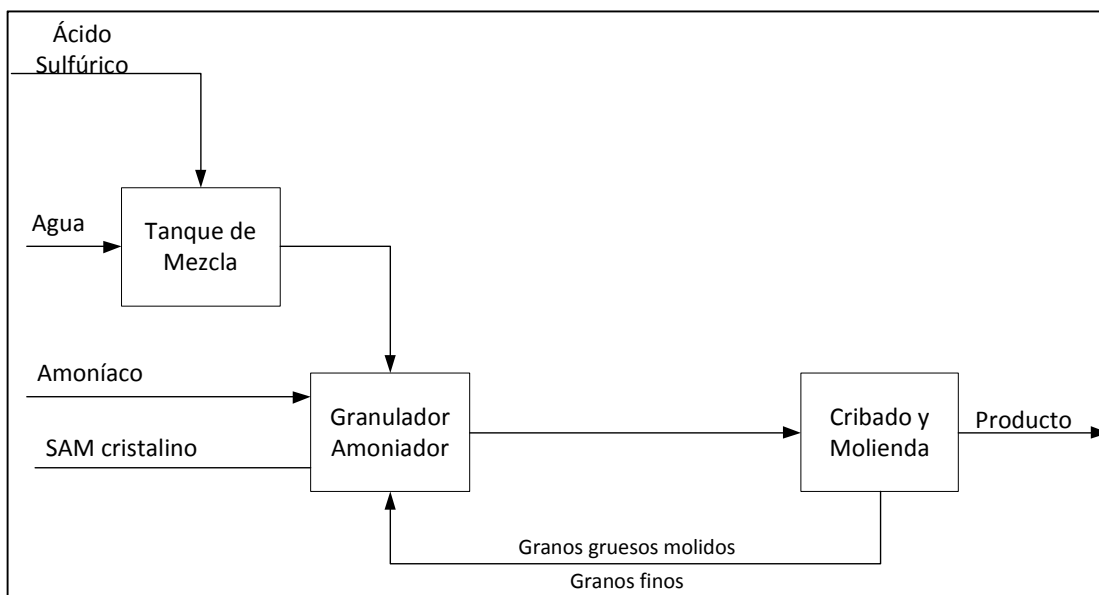 Ácido
Sulfúrico
Agua
Tanque de
Mezcla
Amoníaco
SAM cristalino
Granulador
Amoniador
Cribado y
Molienda
Producto
Granos gruesos molidos
Granos finos